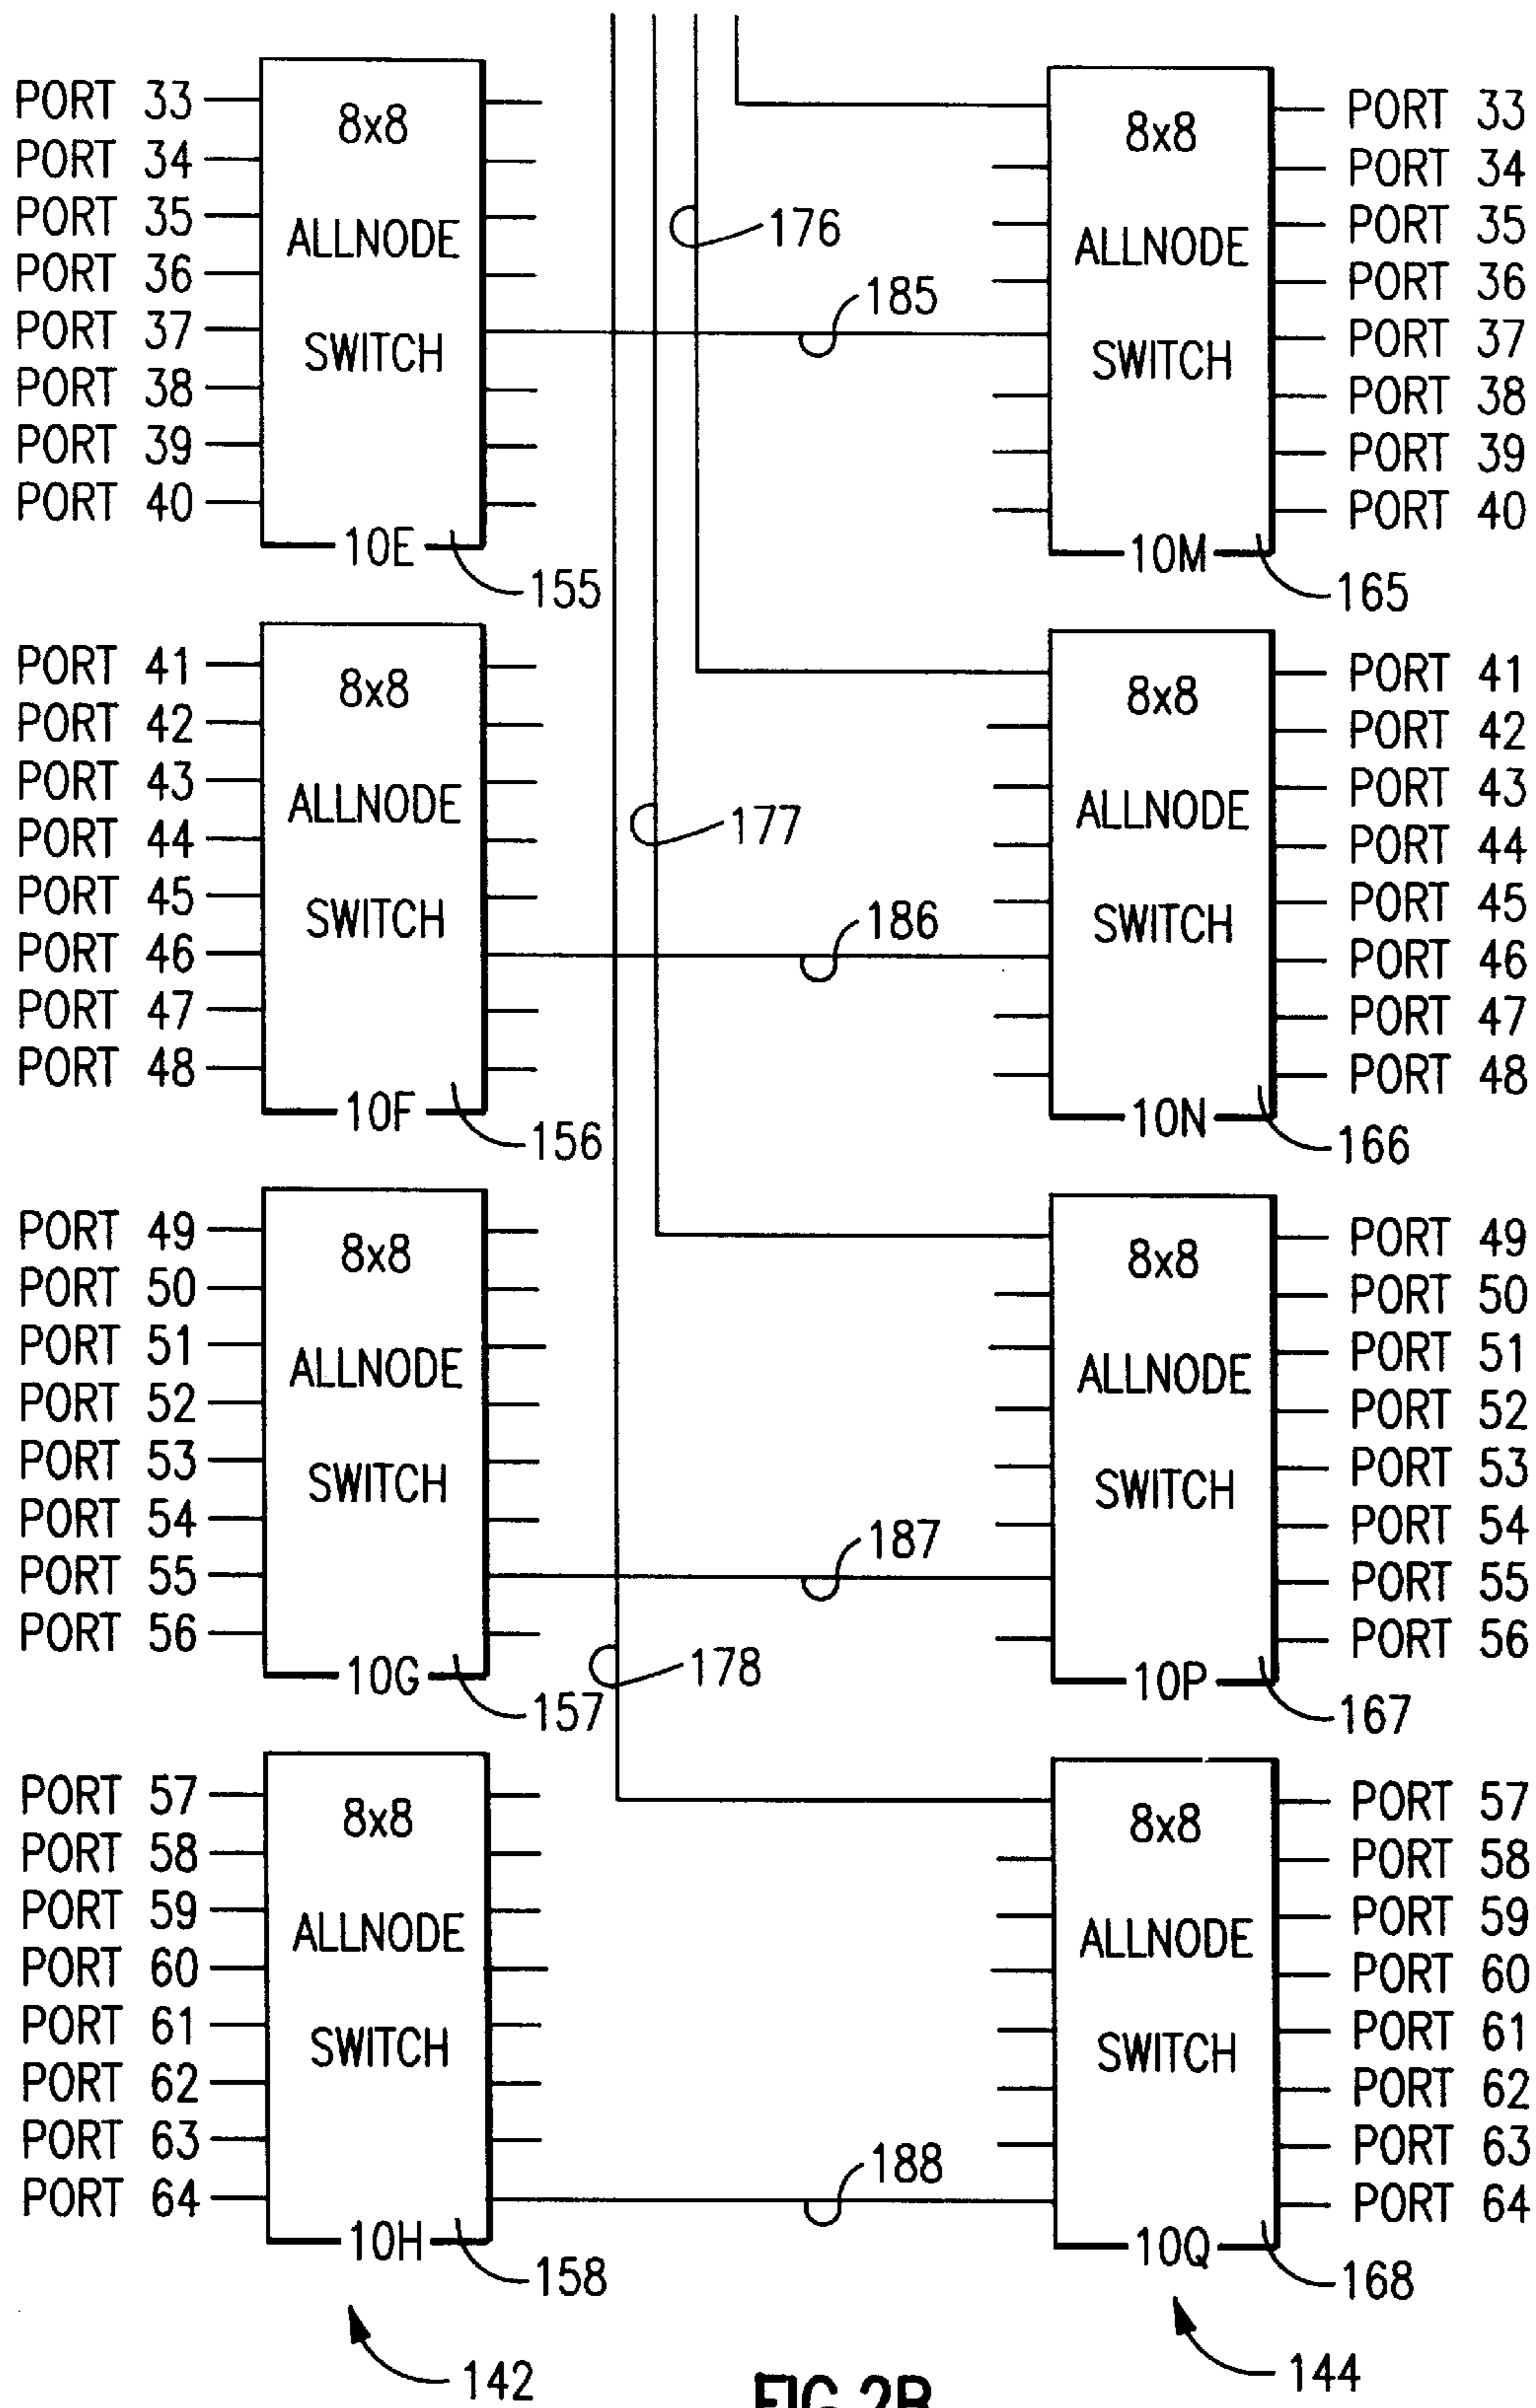 PORT 33
PORT 34
PORT 35
PORT 36
PORT 37
PORT 38
PORT 39
PORT 40
8x8
ALLNODE
SWITCH
10E
155
176
185
8x8
ALLNODE
SWITCH
10M
165
PORT 33
PORT 34
PORT 35
PORT 36
PORT 37
PORT 38
PORT 39
PORT 40
PORT 41
PORT 42
PORT 43
PORT 44
PORT 45
PORT 46
PORT 47
PORT 48
8x8
ALLNODE
SWITCH
10F
156
177
186
8x8
ALLNODE
SWITCH
10N
166
PORT 41
PORT 42
PORT 43
PORT 44
PORT 45
PORT 46
PORT 47
PORT 48
PORT 49
PORT 50
PORT 51
PORT 52
PORT 53
PORT 54
PORT 55
PORT 56
8x8
ALLNODE
SWITCH
10G
157
187
178
8x8
ALLNODE
SWITCH
10P
167
PORT 49
PORT 50
PORT 51
PORT 52
PORT 53
PORT 54
PORT 55
PORT 56
PORT 57
PORT 58
PORT 59
PORT 60
PORT 61
PORT 62
PORT 63
PORT 64
8x8
ALLNODE
SWITCH
10H
158
188
8x8
ALLNODE
SWITCH
10Q
168
PORT 57
PORT 58
PORT 59
PORT 60
PORT 61
PORT 62
PORT 63
PORT 64
142
144
FIG.2B